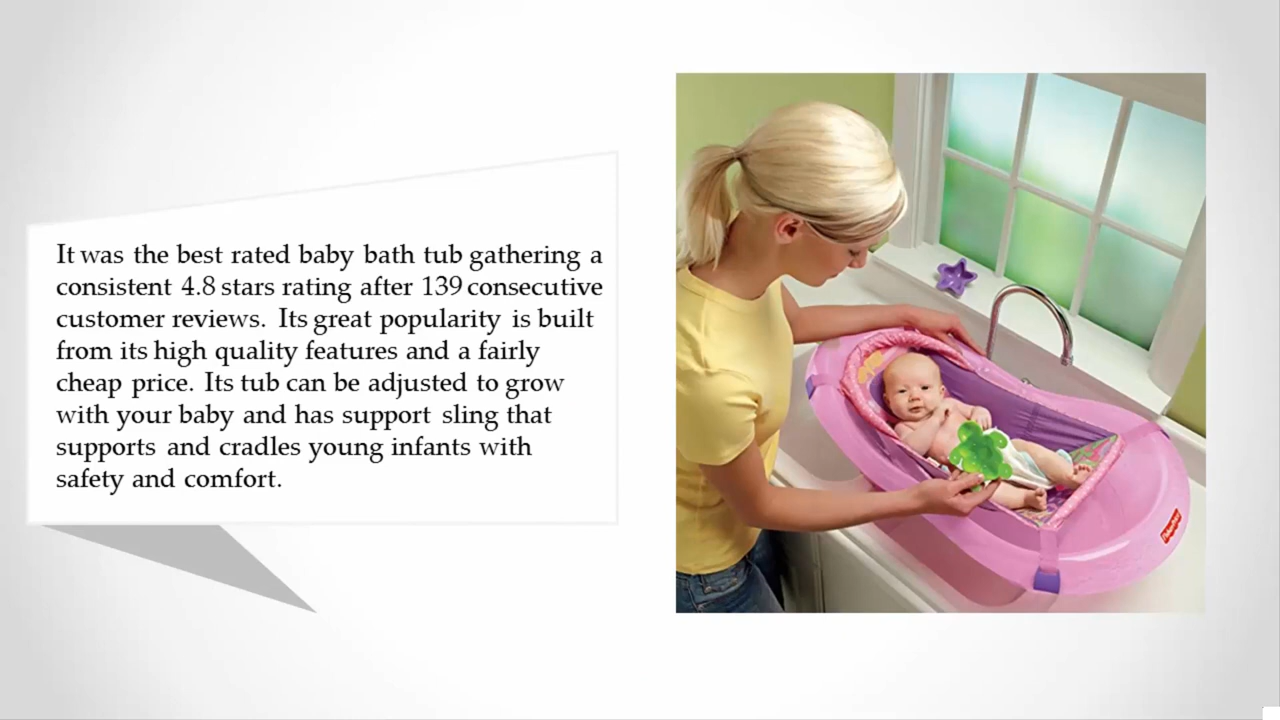 It was the best rated baby bath tub gathering a
consistent 4.8 stars rating after 139 consecutive
customer reviews. Its great popularity is built
from its high quality features and a fairly
cheap price. Its tub can be adjusted to grow
with your baby and has support sling that
supports and cradles young infants with
safety and comfort.
Fisher-Price